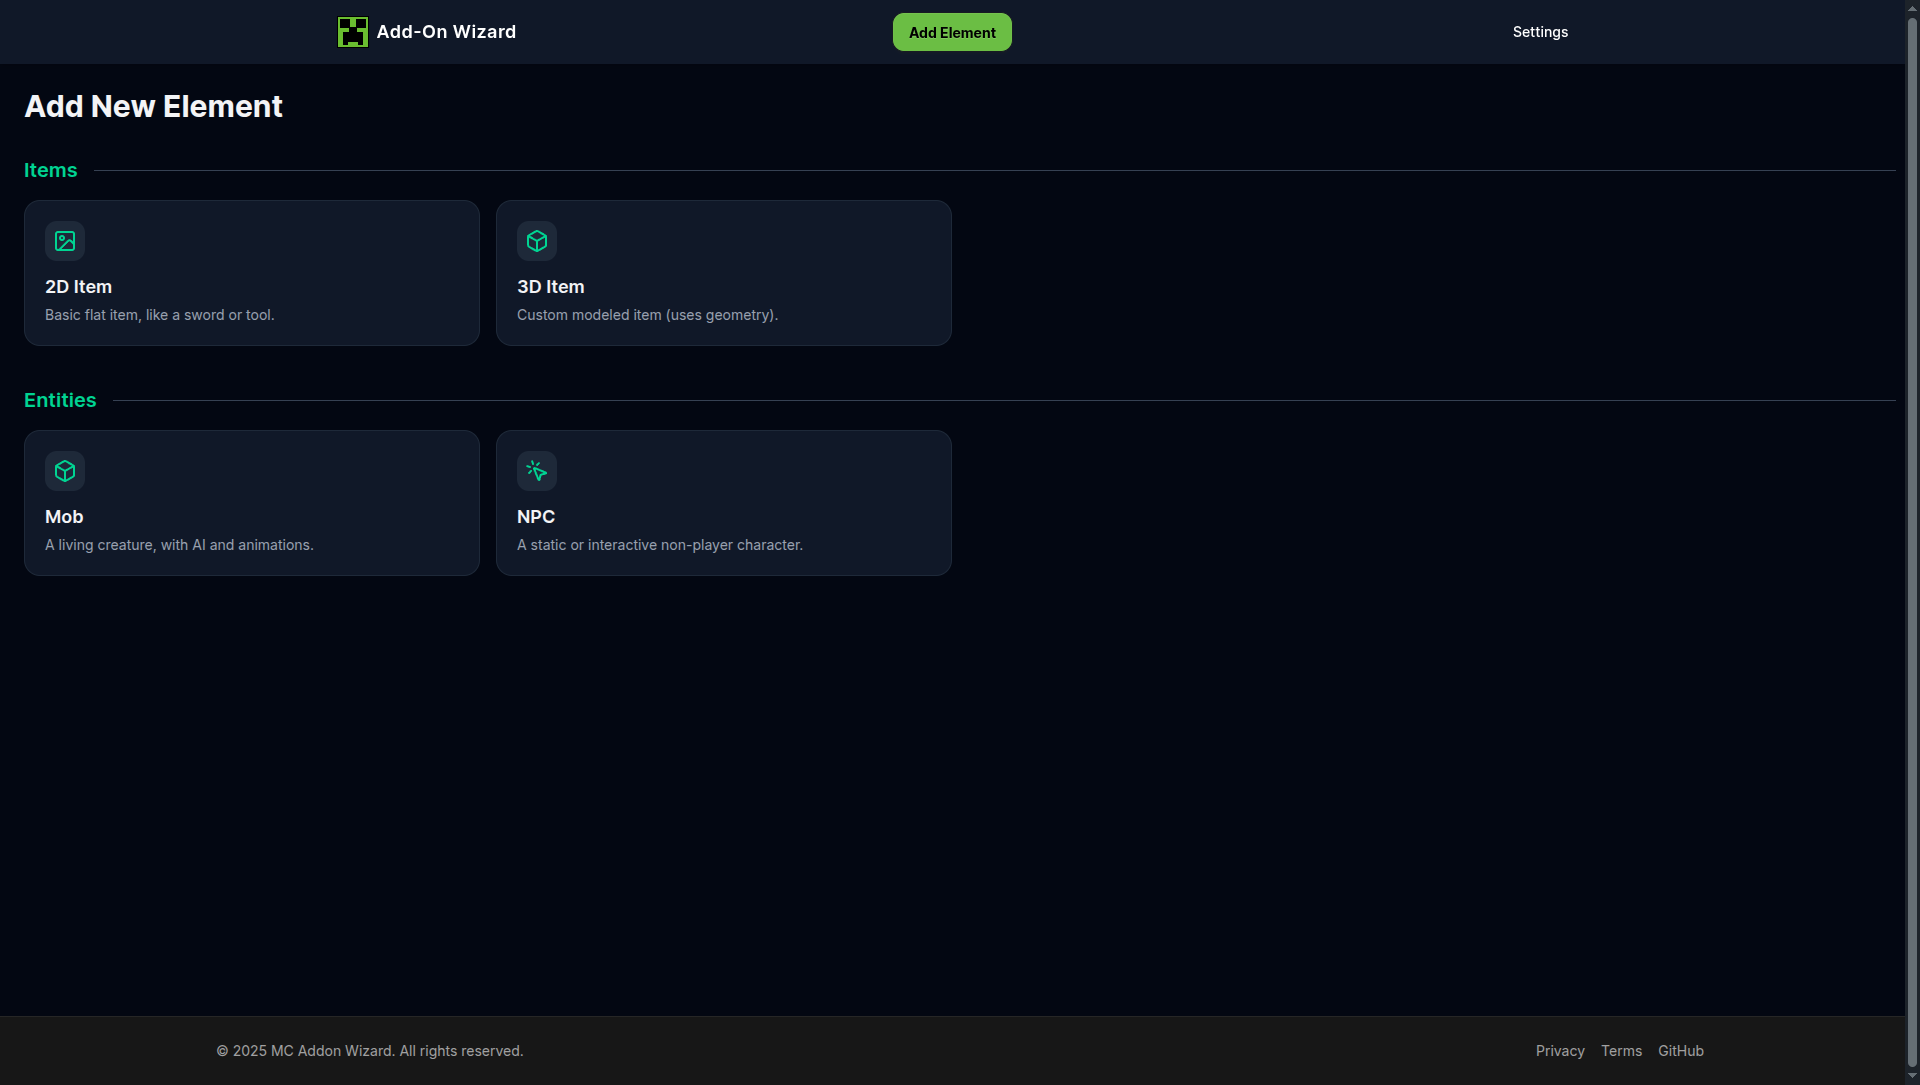 Add-On Wizard
Add Element
Settings
Add New Element
Items
2D Item
Basic flat item, like a sword or tool.
3D Item
Custom modeled item (uses geometry).
Entities
Mob
A living creature, with AI and animations.
NPC
A static or interactive non-player character.
© 2025 MC Addon Wizard. All rights reserved.
Privacy
Terms
GitHub